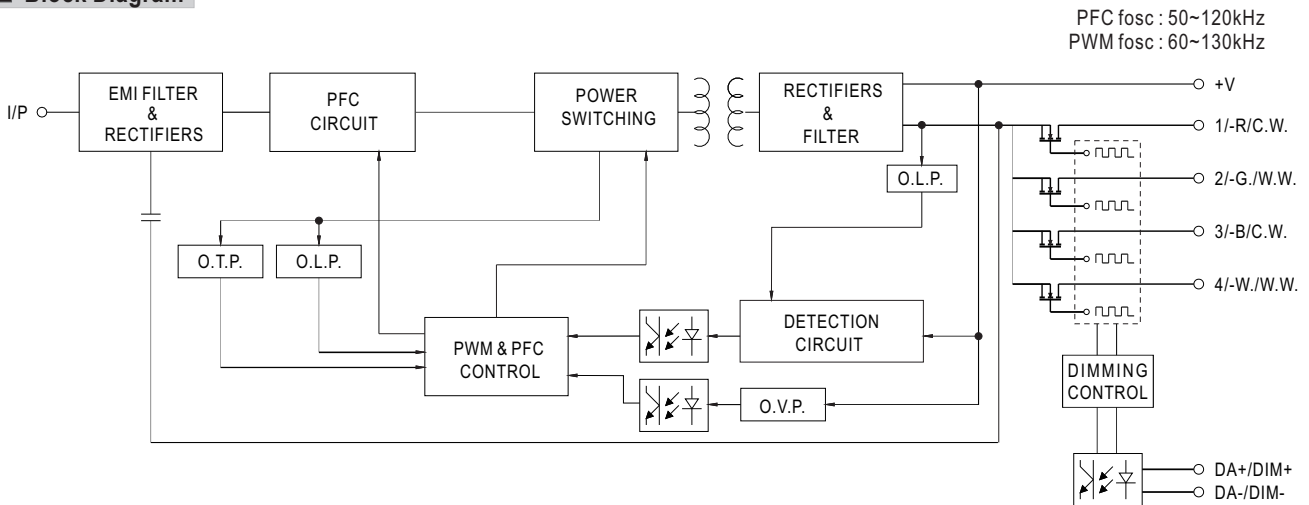 Block Diagram
PFC fosc : 50~120kHz
PWM fosc : 60~130kHz
I/P
EMI FILTER
&
RECTIFIERS
PFC
CIRCUIT
POWER
SWITCHING
RECTIFIERS
&
FILTER
+V
1/-R/C.W.
2/-G./W.W.
3/-B/C.W.
4/-W./W.W.
O.L.P.
O.T.P.
O.L.P.
PWM & PFC
CONTROL
DETECTION
CIRCUIT
O.V.P.
DIMMING
CONTROL
DA+/DIM+
DA-/DIM-